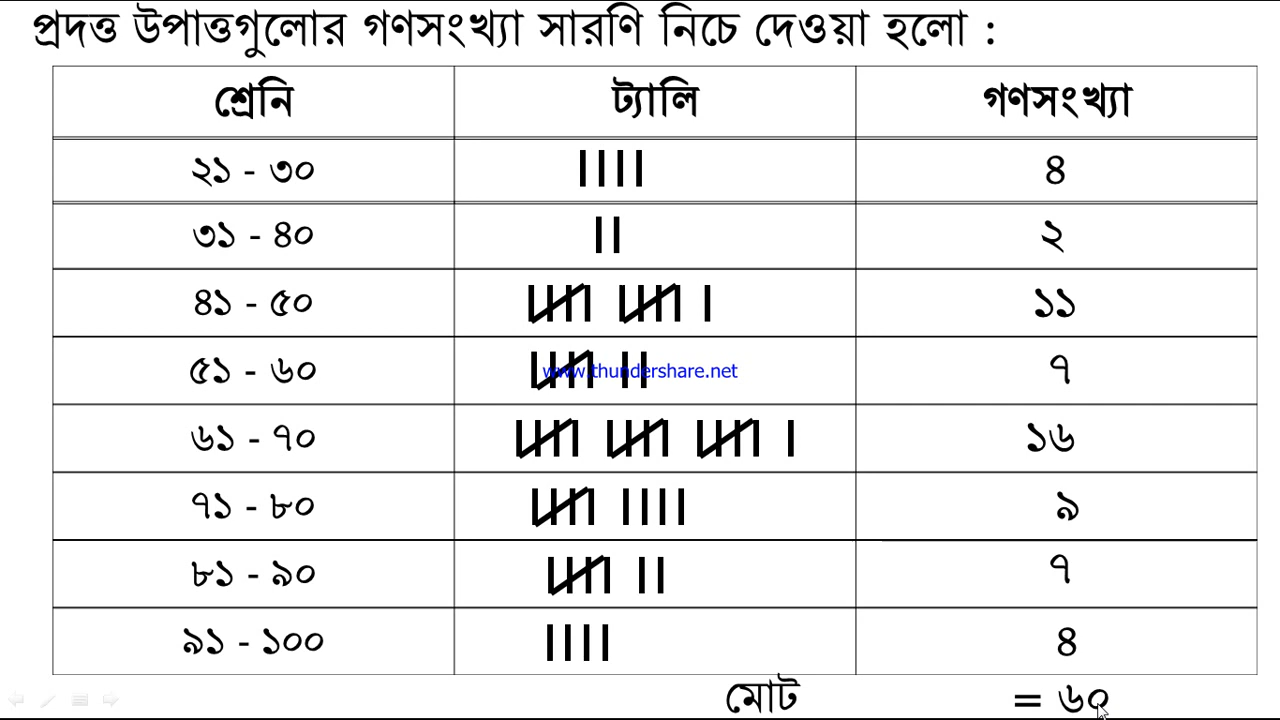 প্রদত্ত উপাত্তগুলোর গণসংখ্যা সারণি নিচে দেওয়া হলো :
শ্রেনি ট্যালি গণসংখ্যা
২১ - ৩০ |||| ৪
৩১ - ৪০ || ২
৪১ - ৫০ |||| |||| | ১১
৫১ - ৬০ |||| || ৭
www.thundershare.net
৬১ - ৭০ |||| |||| |||| | ১৬
৭১ - ৮০ |||| |||| ৯
৮১ - ৯০ |||| || ৭
৯১ - ১০০ |||| ৪
মোট = ৬০